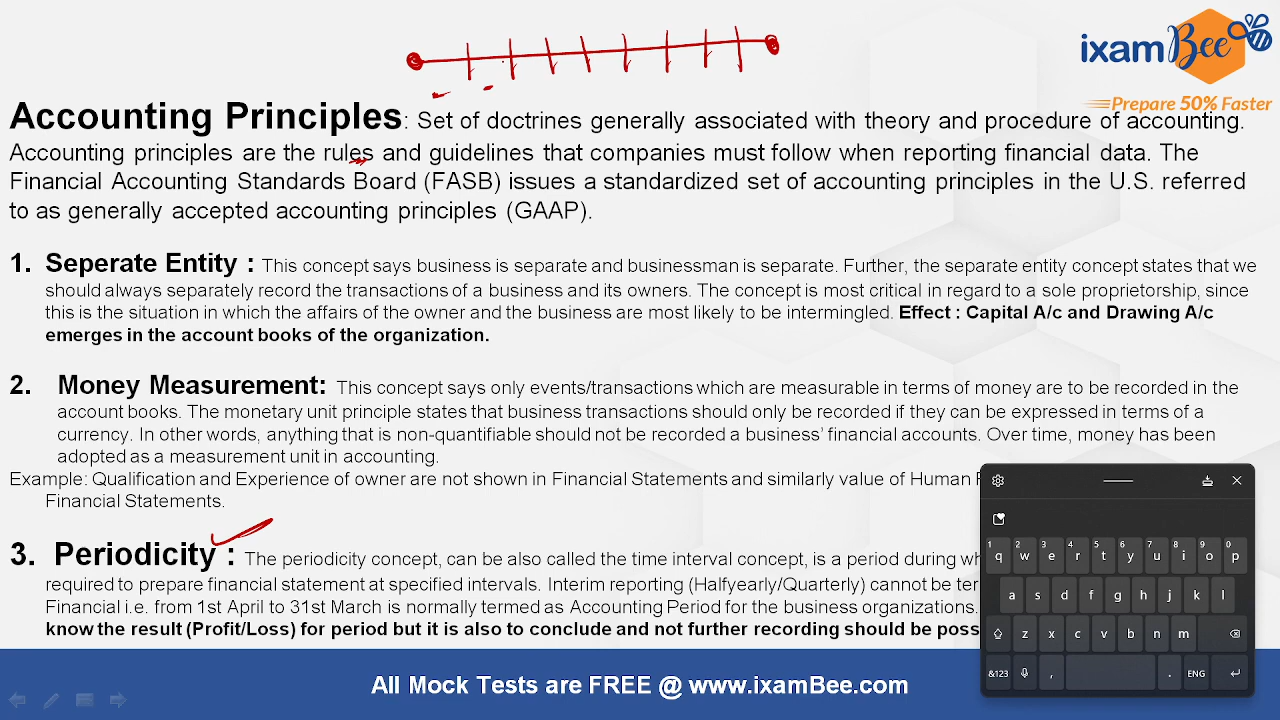 ixamBee
Prepare 50% Faster
Accounting Principles: Set of doctrines generally associated with theory and procedure of accounting.
Accounting principles are the rules and guidelines that companies must follow when reporting financial data. The
Financial Accounting Standards Board (FASB) issues a standardized set of accounting principles in the U.S. referred
to as generally accepted accounting principles (GAAP).
1. Seperate Entity : This concept says business is separate and businessman is separate. Further, the separate entity concept states that we
should always separately record the transactions of a business and its owners. The concept is most critical in regard to a sole proprietorship, since
this is the situation in which the affairs of the owner and the business are most likely to be intermingled. Effect : Capital A/c and Drawing A/c
emerges in the account books of the organization.
2. Money Measurement: This concept says only events/transactions which are measurable in terms of money are to be recorded in the
account books. The monetary unit principle states that business transactions should only be recorded if they can be expressed in terms of a
currency. In other words, anything that is non-quantifiable should not be recorded a business' financial accounts. Over time, money has been
adopted as a measurement unit in accounting.
Example: Qualification and Experience of owner are not shown in Financial Statements and similarly value of Human
Financial Statements.
3. Periodicity : The periodicity concept, can be also called the time interval concept, is a period during
required to prepare financial statement at specified intervals. Interim reporting (Halfyearly/Quarterly) cannot be
Financial i.e. from 1st April to 31st March is normally termed as Accounting Period for the business organizations.
know the result (Profit/Loss) for period but it is also to conclude and not further recording should be
1 2 3 4 5 6 7 8 9 0
q w e r t y u i o p
a s d f g h j k l
z x c v b n m
&123 , . ENG
All Mock Tests are FREE @ www.ixamBee.com